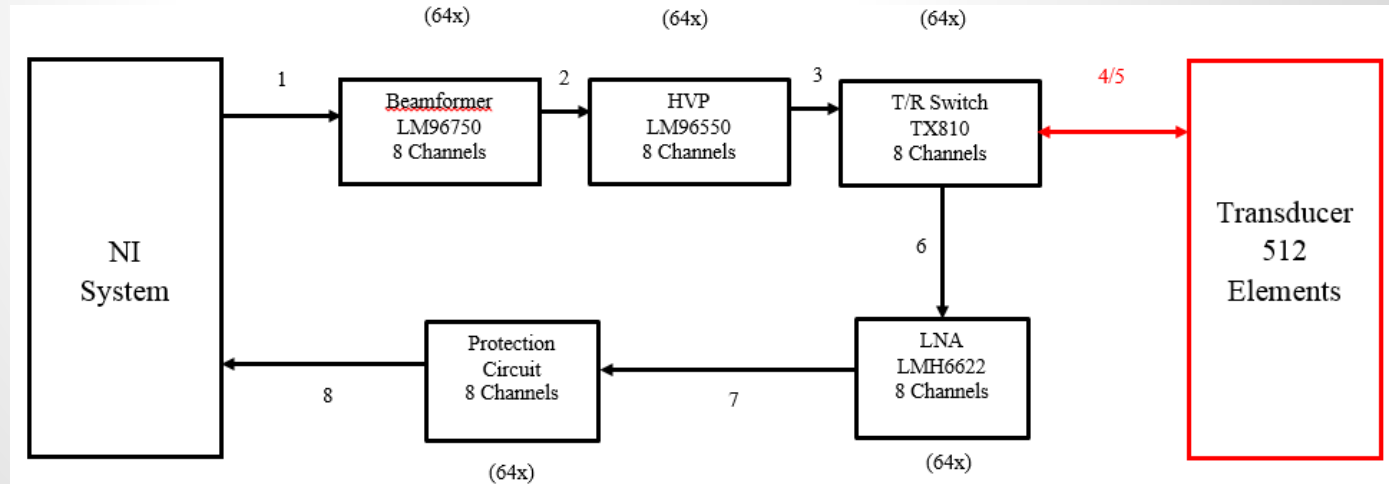 (64x)
(64x)
(64x)
NI
System
1
Beamformer
LM96750
8 Channels
2
HVP
LM96550
8 Channels
3
T/R Switch
TX810
8 Channels
4/5
Transducer
512
Elements
6
LNA
LMH6622
8 Channels
(64x)
7
Protection
Circuit
8 Channels
(64x)
8